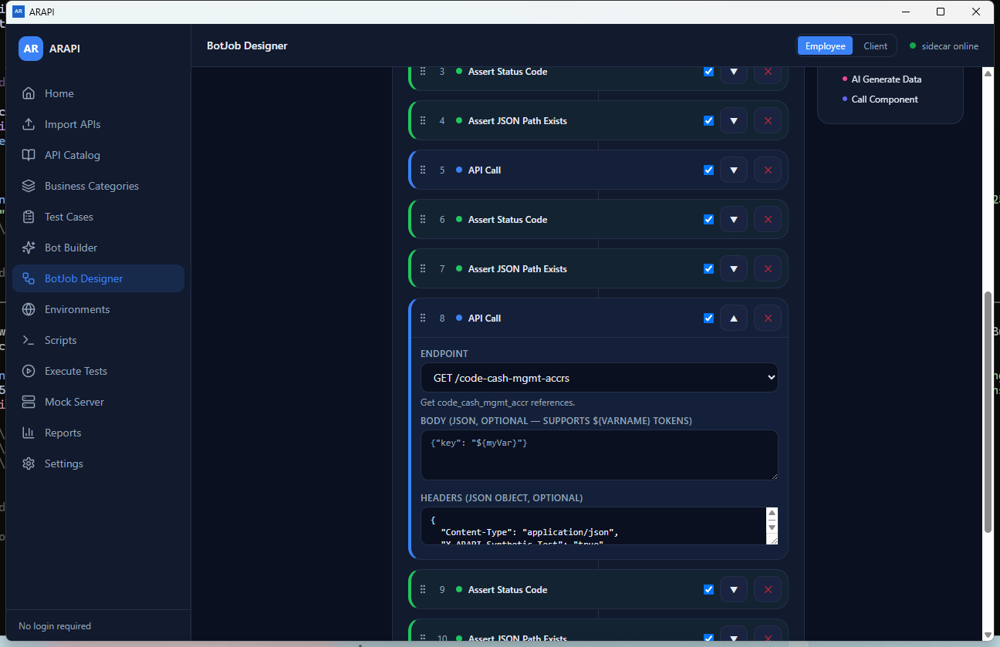 AR ARAPI
AR ARAPI
BotJob Designer
Employee Client sidecar online
Home
Import APIs
API Catalog
Business Categories
Test Cases
Bot Builder
BotJob Designer
Environments
Scripts
Execute Tests
Mock Server
Reports
Settings
No login required
3 Assert Status Code
4 Assert JSON Path Exists
5 API Call
6 Assert Status Code
7 Assert JSON Path Exists
8 API Call
ENDPOINT
GET /code-cash-mgmt-accrs
Get code_cash_mgmt_accr references.
BODY (JSON, OPTIONAL — SUPPORTS ${VARNAME} TOKENS)
{"key": "${myVar}"}
HEADERS (JSON OBJECT, OPTIONAL)
{
"Content-Type": "application/json",
"X-ARAPI-Synthetic-Test": "true"
9 Assert Status Code
10 Assert JSON Path Exists
AI Generate Data
Call Component